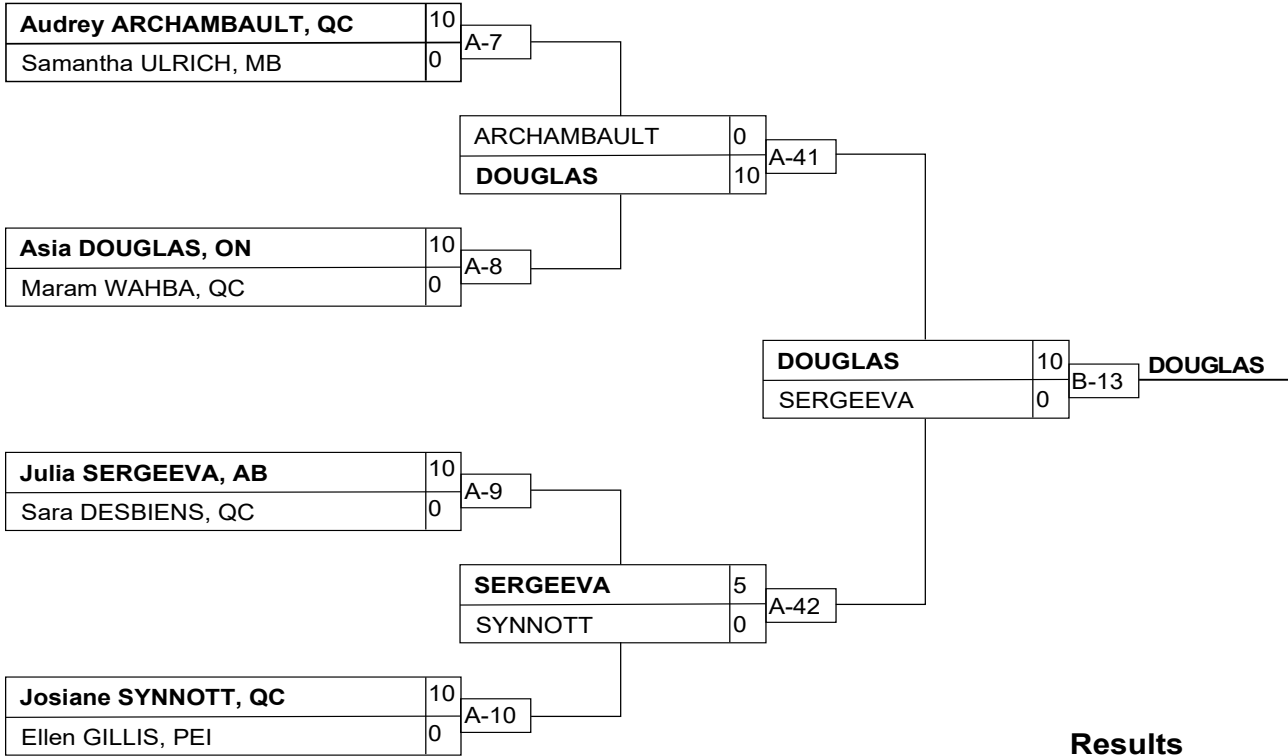 Audrey ARCHAMBAULT, QC 10
A-7
Samantha ULRICH, MB 0
ARCHAMBAULT 0
A-41
DOUGLAS 10
Asia DOUGLAS, ON 10
A-8
Maram WAHBA, QC 0
DOUGLAS 10
B-13
DOUGLAS
SERGEEVA 0
Julia SERGEEVA, AB 10
A-9
Sara DESBIENS, QC 0
SERGEEVA 5
A-42
SYNNOTT 0
Josiane SYNNOTT, QC 10
A-10
Ellen GILLIS, PEI 0
Results